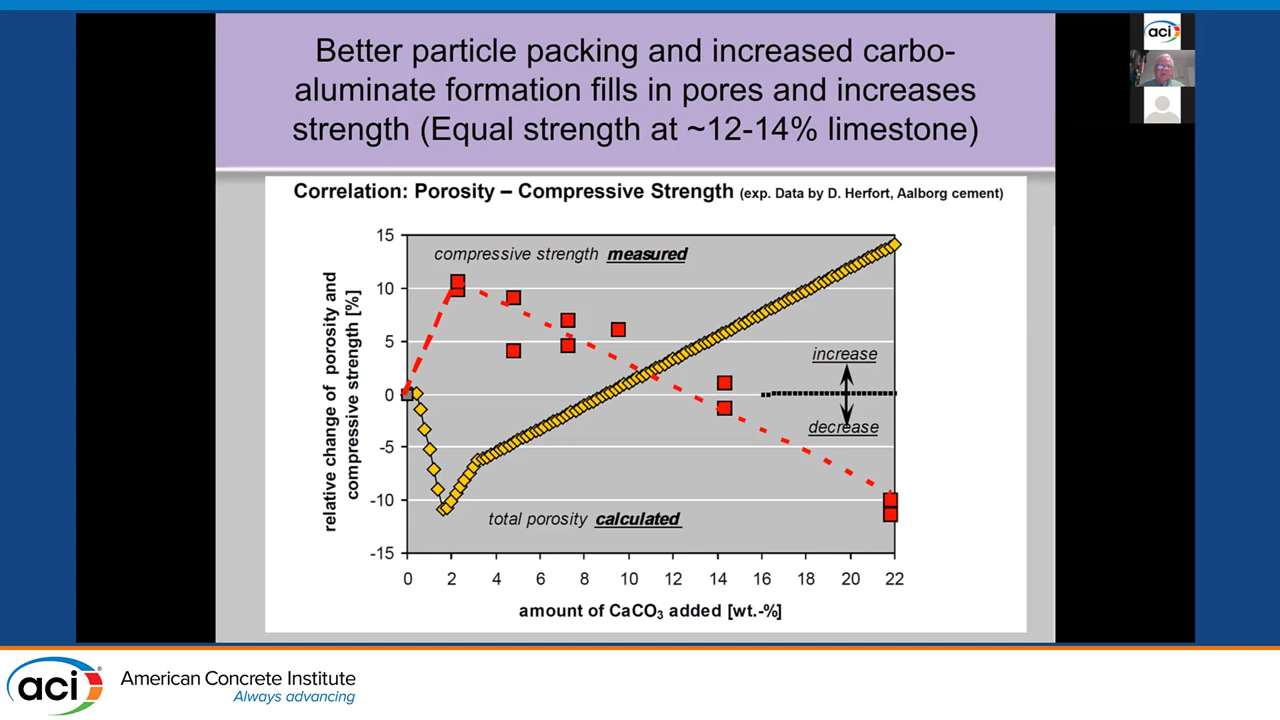 Better particle packing and increased carbo-
aluminate formation fills in pores and increases
strength (Equal strength at ~12-14% limestone)
aci
Correlation: Porosity – Compressive Strength (exp. Data by D. Herfort, Aalborg cement)
relative change of porosity and
compressive strength [%]
15
10
5
0
-5
-10
-15
compressive strength measured
increase
decrease
total porosity calculated
0 2 4 6 8 10 12 14 16 18 20 22
amount of CaCO₃ added [wt.-%]
aci®
American Concrete Institute
Always advancing